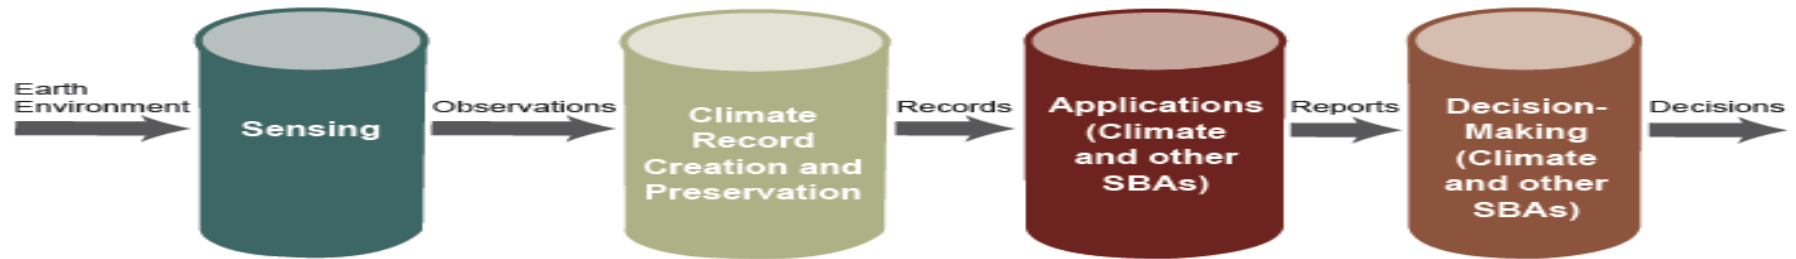 Earth
Environment
Sensing
Observations
Climate
Record
Creation and
Preservation
Records
Applications
(Climate
and other
SBAs)
Reports
Decision-
Making
(Climate
and other
SBAs)
Decisions